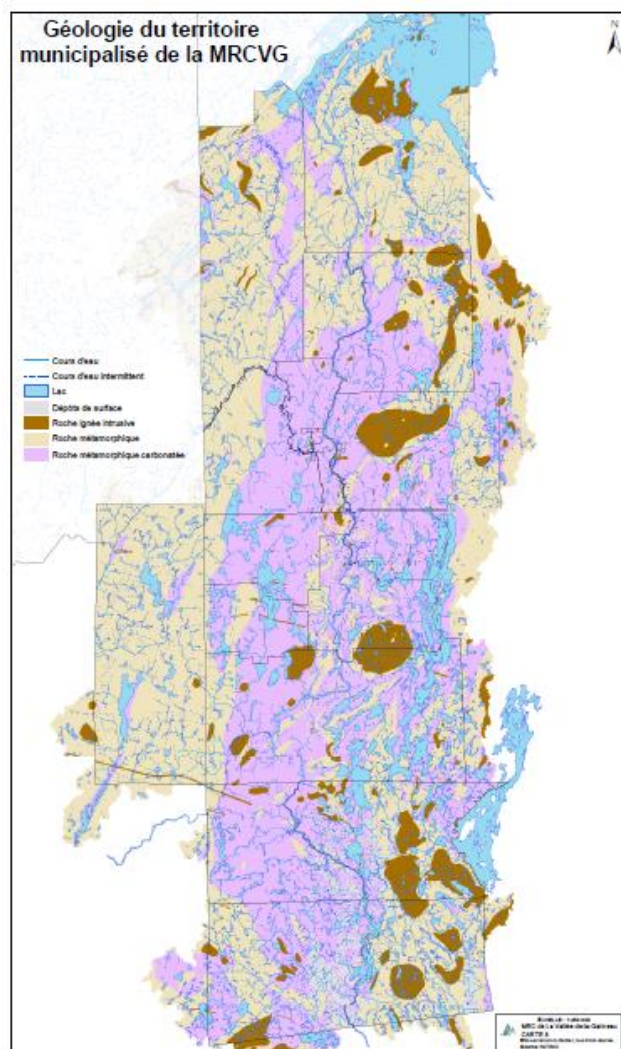 Géologie du territoire
municipalisé de la MRCVG
N
Cours d'eau
Cours d'eau intermittent
Lac
Dépôts de surface
Roche ignée intrusive
Roche métamorphique
Roche métamorphique carbonatée
MRC de La Vallée-de-la-Gatineau